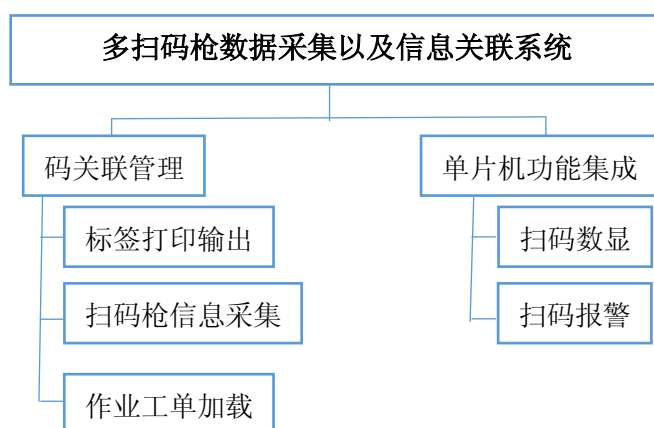 多扫码枪数据采集以及信息关联系统
码关联管理
标签打印输出
扫码枪信息采集
作业工单加载
单片机功能集成
扫码数显
扫码报警